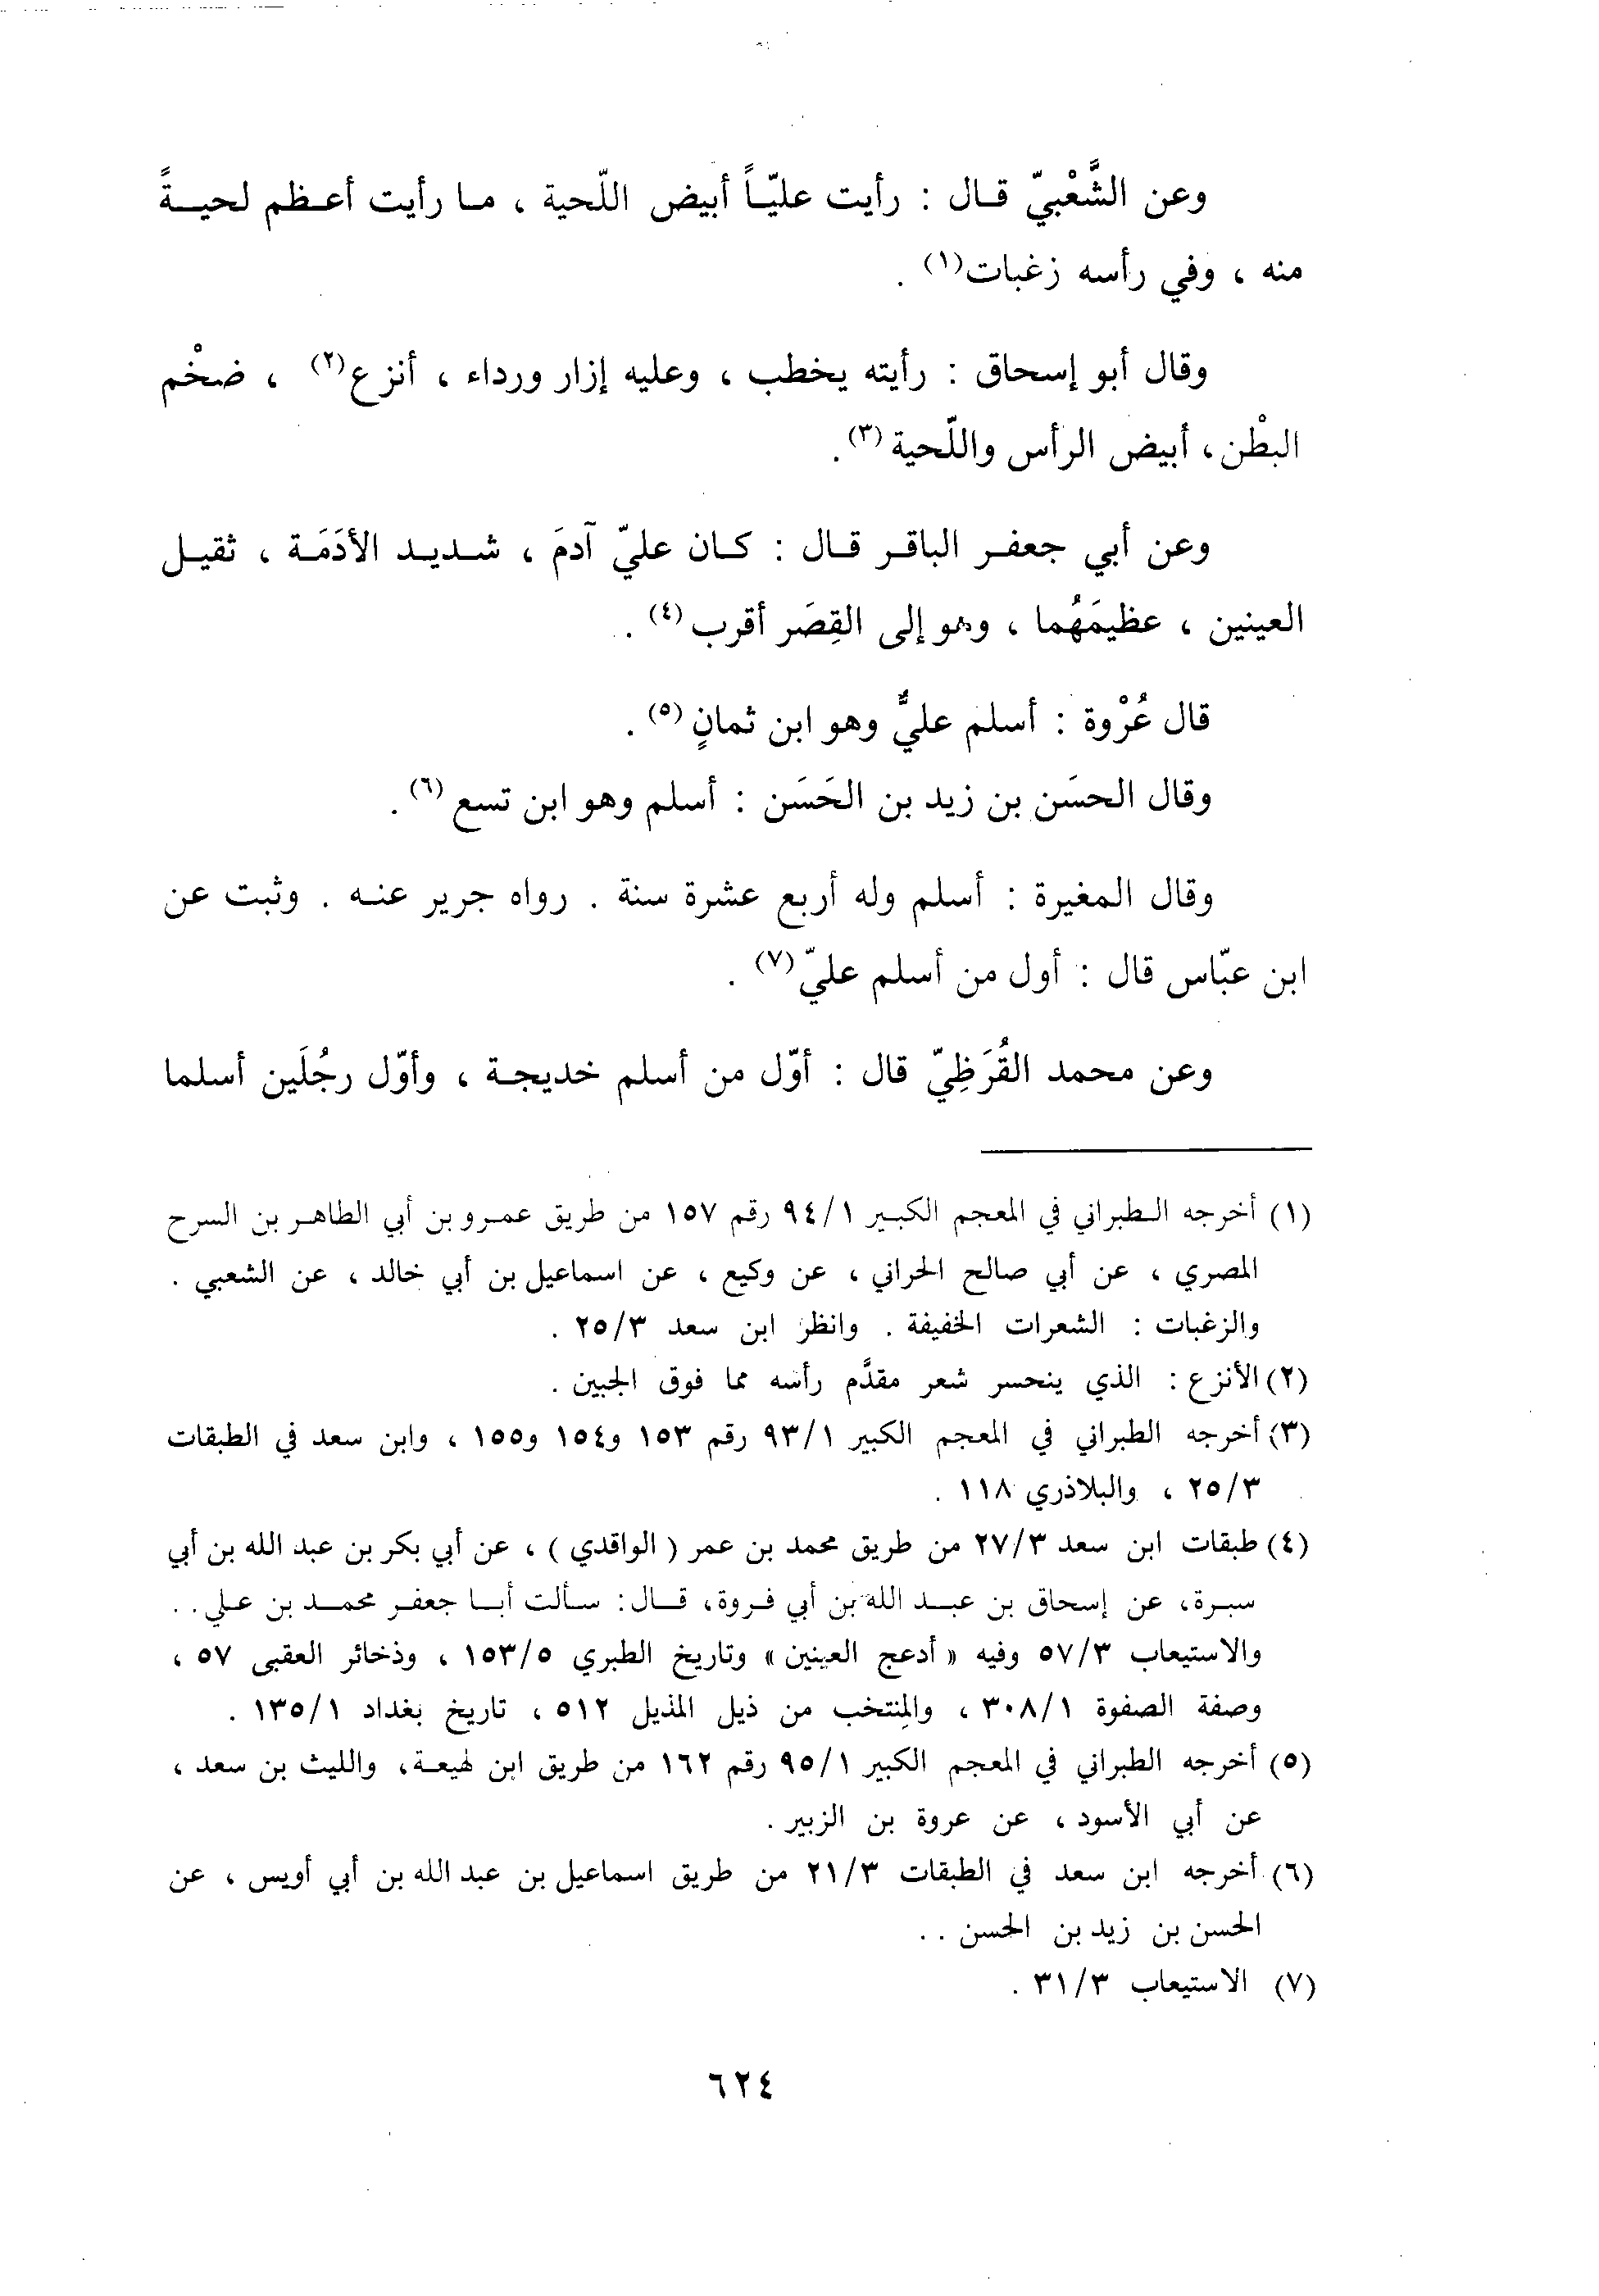 وعن الشَّعْبيّ قال : رأيت عليّاً أبيض اللّحية ، ما رأيت أعظم لحيةً
منه ، وفي رأسه زغبات(١) .
وقال أبو إسحاق : رأيته يخطب ، وعليه إزار ورداء ، أنزع(٢) ، ضخْم
البطْن، أبيض الرأس واللّحية(٣).
وعن أبي جعفر الباقر قال : كان عليّ آدمَ ، شديد الأدَمَة ، ثقيل
العينين ، عظيمَهُما ، وهو إلى القِصَر أقرب(٤) .
قال عُرْوة : أسلم عليٌّ وهو ابن ثمانٍ(٥) .
وقال الحسَن بن زيد بن الحَسَن : أسلم وهو ابن تسع(٦) .
وقال المغيرة : أسلم وله أربع عشرة سنة . رواه جرير عنه . وثبت عن
ابن عبّاس قال : أول من أسلم عليّ(٧) .
وعن محمد القُرَظِيّ قال : أوّل من أسلم خديجة ، وأوّل رجُلَين أسلما
(١) أخرجه الطبراني في المعجم الكبير ٩٤/١ رقم ١٥٧ من طريق عمرو بن أبي الطاهر بن السرح
المصري ، عن أبي صالح الحراني ، عن وكيع ، عن اسماعيل بن أبي خالد ، عن الشعبي .
والزغبات : الشعرات الخفيفة . وانظر ابن سعد ٢٥/٣ .
(٢) الأنزع : الذي ينحسر شعر مقدَّم رأسه مما فوق الجبين .
(٣) أخرجه الطبراني في المعجم الكبير ٩٣/١ رقم ١٥٣ و١٥٤ و١٥٥ ، وابن سعد في الطبقات
٢٥/٣ ، والبلاذري ١١٨ .
(٤) طبقات ابن سعد ٢٧/٣ من طريق محمد بن عمر ( الواقدي ) ، عن أبي بكر بن عبد الله بن أبي
سبرة، عن إسحاق بن عبد الله بن أبي فروة، قال: سألت أبا جعفر محمد بن علي . .
والاستيعاب ٥٧/٣ وفيه « أدعج العينين » وتاريخ الطبري ١٥٣/٥ ، وذخائر العقبى ٥٧ ،
وصفة الصفوة ٣٠٨/١ ، والمنتخب من ذيل المذيل ٥١٢ ، تاريخ بغداد ١٣٥/١ .
(٥) أخرجه الطبراني في المعجم الكبير ٩٥/١ رقم ١٦٢ من طريق ابن لهيعة، والليث بن سعد ،
عن أبي الأسود ، عن عروة بن الزبير .
(٦) أخرجه ابن سعد في الطبقات ٢١/٣ من طريق اسماعيل بن عبد الله بن أبي أويس ، عن
الحسن بن زيد بن الحسن . .
(٧) الاستيعاب ٣١/٣ .
٦٢٤